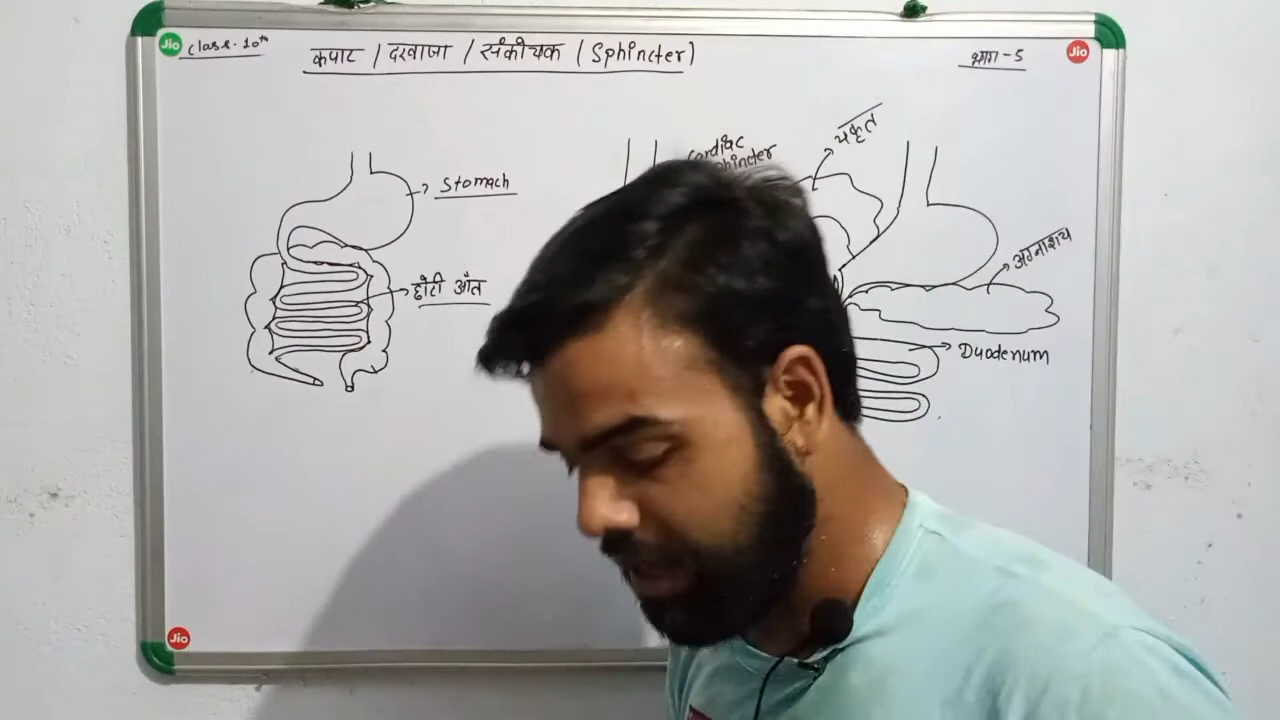 Jio
Class-10th
कपाट / दरवाजा / संकीचक ( Sphincter )
भाग-5
Jio
Cardiac
यकृत
Stomach
अग्नाशय
छोटी आँत
Duodenum
Jio